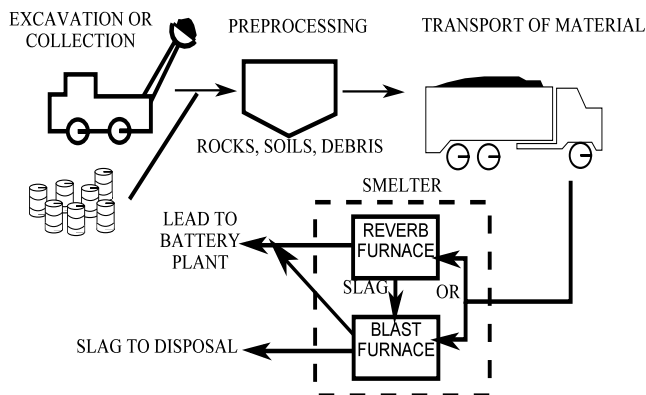 EXCAVATION OR
COLLECTION
PREPROCESSING
TRANSPORT OF MATERIAL
ROCKS, SOILS, DEBRIS
SMELTER
LEAD TO
BATTERY
PLANT
REVERB
FURNACE
SLAG
OR
BLAST
FURNACE
SLAG TO DISPOSAL